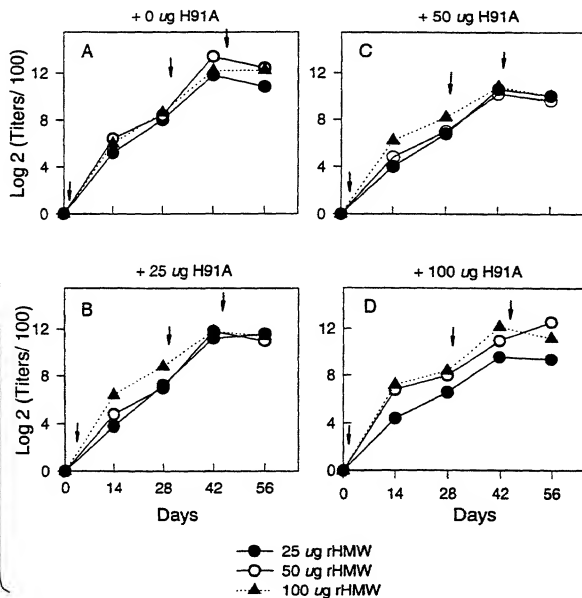 + 0 ug H91A
+ 50 ug H91A
A
C
Log 2 (Titers/ 100)
12
8
4
0
12
8
4
0
+ 25 ug H91A
+ 100 ug H91A
B
D
Log 2 (Titers/ 100)
12
8
4
0
12
8
4
0
0 14 28 42 56
0 14 28 42 56
Days
Days
25 ug rHMW
50 ug rHMW
100 ug rHMW